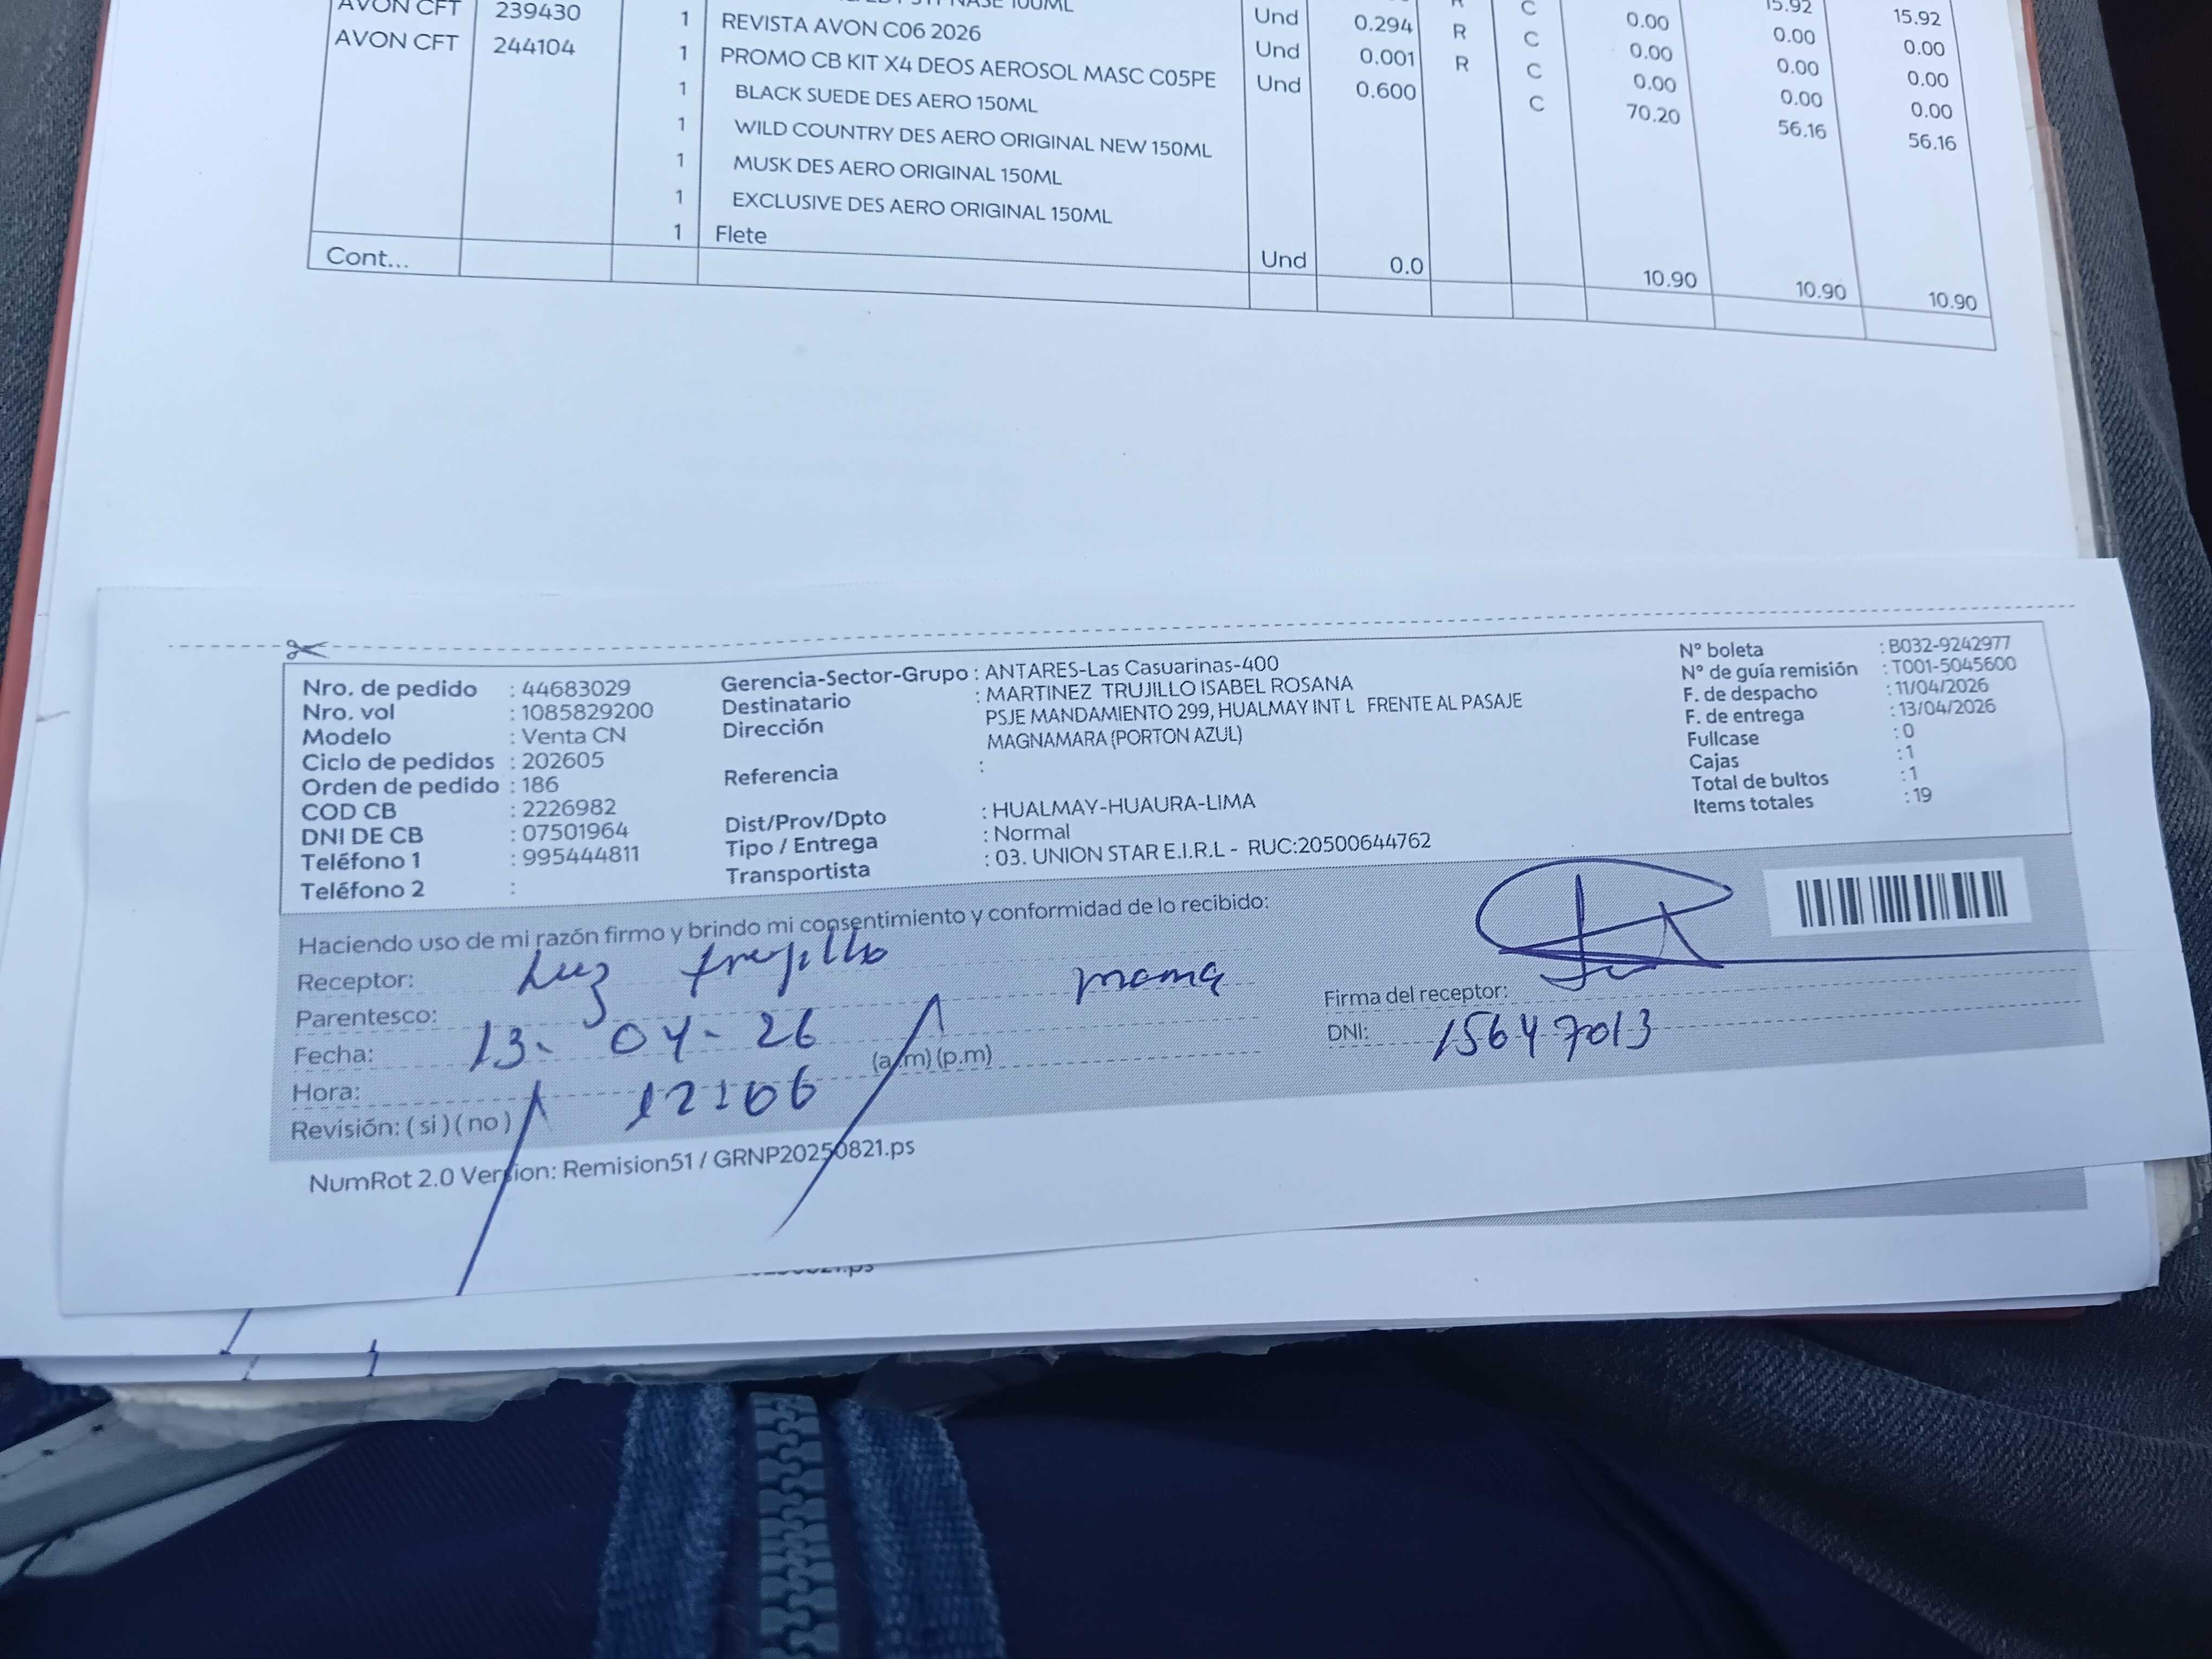 100ML 15.92 15.92
AVON CFT 239430 1 REVISTA AVON C06 2026 Und 0.294 R C 0.00 0.00 0.00
AVON CFT 244104 1 PROMO CB KIT X4 DEOS AEROSOL MASC C05PE Und 0.001 R C 0.00 0.00 0.00
1 BLACK SUEDE DES AERO 150ML Und 0.600 C 0.00 0.00 0.00
1 WILD COUNTRY DES AERO ORIGINAL NEW 150ML 70.20 56.16 56.16
1 MUSK DES AERO ORIGINAL 150ML
1 EXCLUSIVE DES AERO ORIGINAL 150ML
1 Flete Und 0.0 10.90 10.90 10.90
Cont...
Nro. de pedido : 44683029
Nro. vol : 1085829200
Modelo : Venta CN
Ciclo de pedidos : 202605
Orden de pedido : 186
COD CB : 2226982
DNI DE CB : 07501964
Teléfono 1 : 995444811
Teléfono 2 :
Gerencia-Sector-Grupo : ANTARES-Las Casuarinas-400
Destinatario : MARTINEZ TRUJILLO ISABEL ROSANA
Dirección PSJE MANDAMIENTO 299, HUALMAY INT L FRENTE AL PASAJE
MAGNAMARA (PORTON AZUL)
Referencia :
Dist/Prov/Dpto : HUALMAY-HUAURA-LIMA
Tipo / Entrega : Normal
Transportista : 03. UNION STAR E.I.R.L - RUC:20500644762
N° boleta : B032-9242977
N° de guía remisión : T001-5045600
F. de despacho : 11/04/2026
F. de entrega : 13/04/2026
Fullcase : 0
Cajas : 1
Total de bultos : 1
Items totales : 19
Haciendo uso de mi razón firmo y brindo mi consentimiento y conformidad de lo recibido:
Receptor: Luz trujillo
Parentesco: mama
Fecha: 13-04-26
Hora: 12:06 (a.m) (p.m)
Revisión: ( si ) ( no )
Firma del receptor:
DNI: 15647013
NumRot 2.0 Version: Remision51 / GRNP20250821.ps